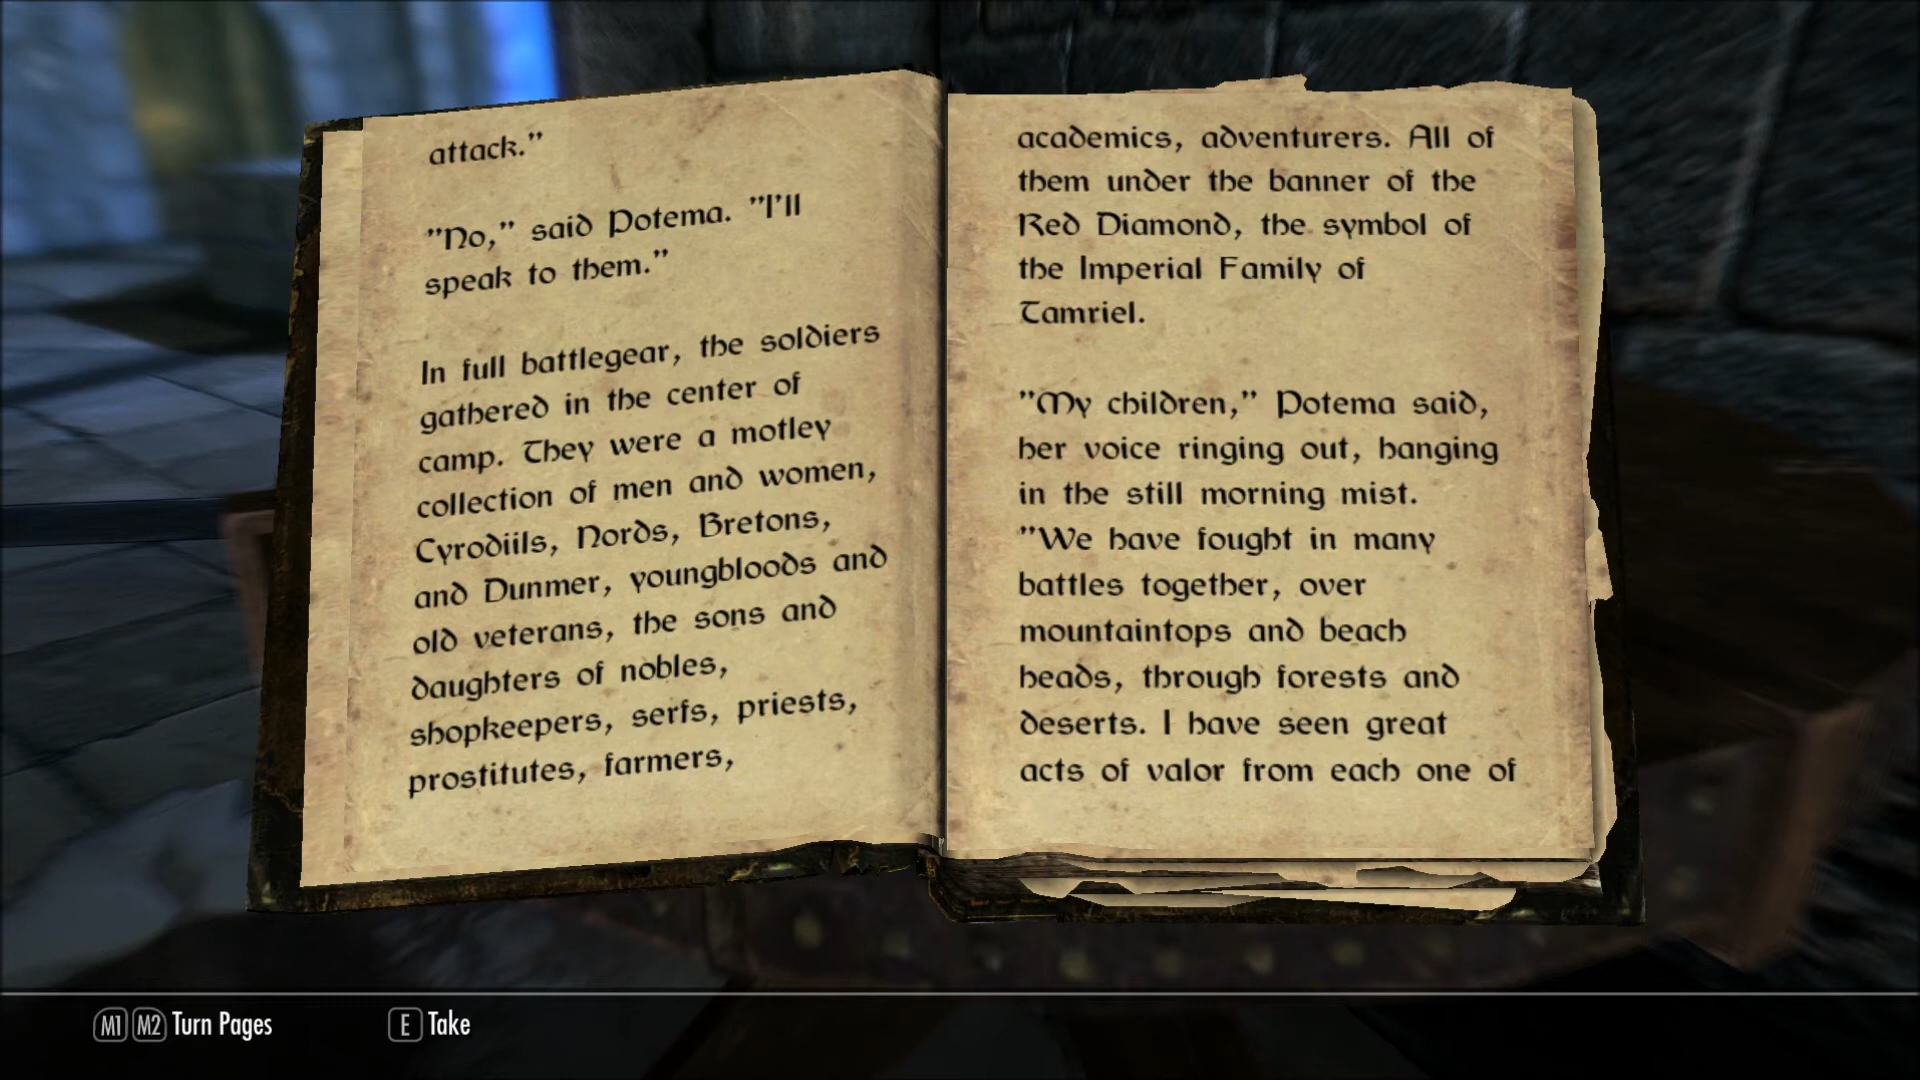 attack."
"No," said Potema. "I'll
speak to them."
In full battlegear, the soldiers
gathered in the center of
camp. They were a motley
collection of men and women,
Cyrodiils, Nords, Bretons,
and Dunmer, youngbloods and
old veterans, the sons and
daughters of nobles,
shopkeepers, serfs, priests,
prostitutes, farmers,
academics, adventurers. All of
them under the banner of the
Red Diamond, the symbol of
the Imperial Family of
Tamriel.
"My children," Potema said,
her voice ringing out, hanging
in the still morning mist.
"We have fought in many
battles together, over
mountaintops and beach
heads, through forests and
deserts. I have seen great
acts of valor from each one of
M1 M2 Turn Pages
E Take